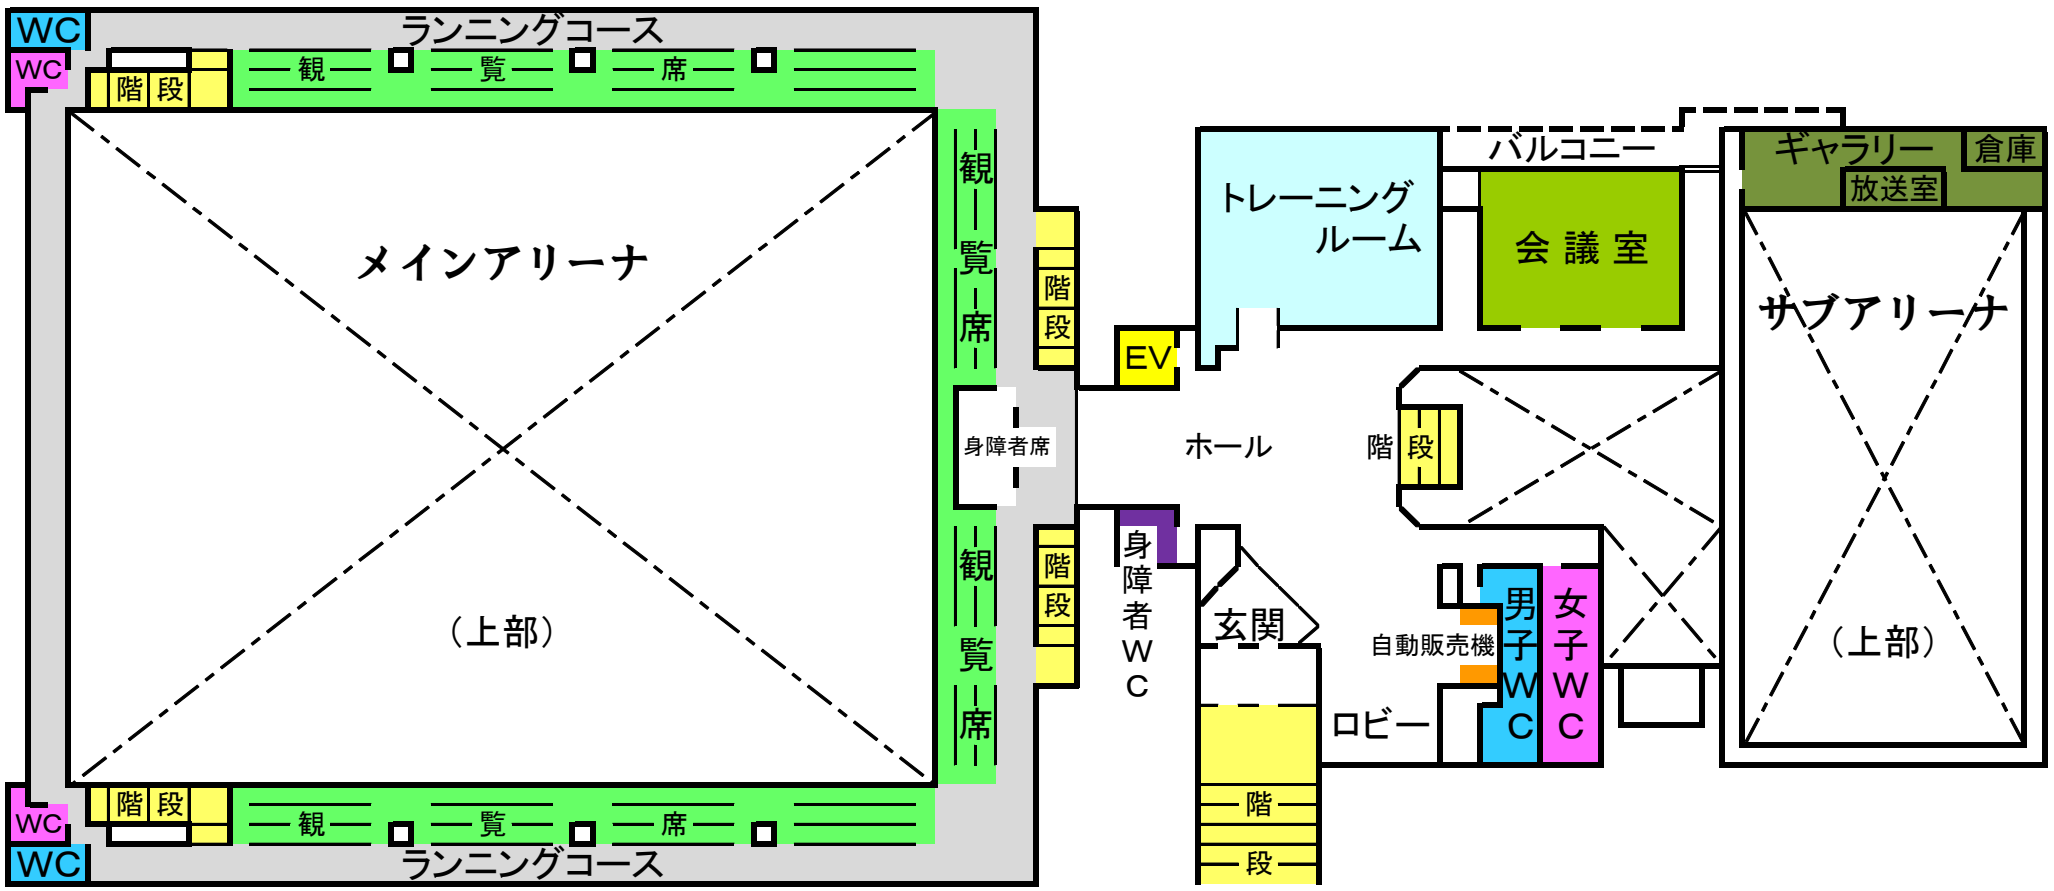 WC
ランニングコース
WC
観 覧 席
階 段
バルコニー
ギャラリー
倉庫
放送室
観
覧
席
トレーニング
ルーム
メインアリーナ
会 議 室
階
段
サブアリーナ
EV
身障者席
ホール
階 段
観
覧
席
階
段
身
障
者
W
C
玄関
自動販売機
男
子
W
C
女
子
W
C
(上部)
(上部)
ロビー
階
段
階 段
観 覧 席
WC
ランニングコース
WC